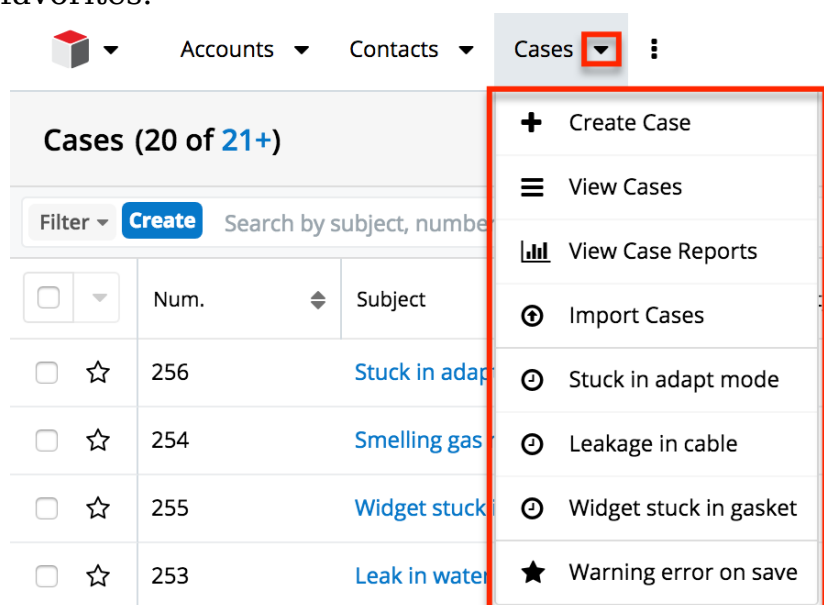 favorites.
Accounts Contacts Cases
Cases (20 of 21+)
Filter Create Search by subject, number
Num. Subject
256 Stuck in adap
254 Smelling gas
255 Widget stuck
253 Leak in water
Create Case
View Cases
View Case Reports
Import Cases
Stuck in adapt mode
Leakage in cable
Widget stuck in gasket
Warning error on save